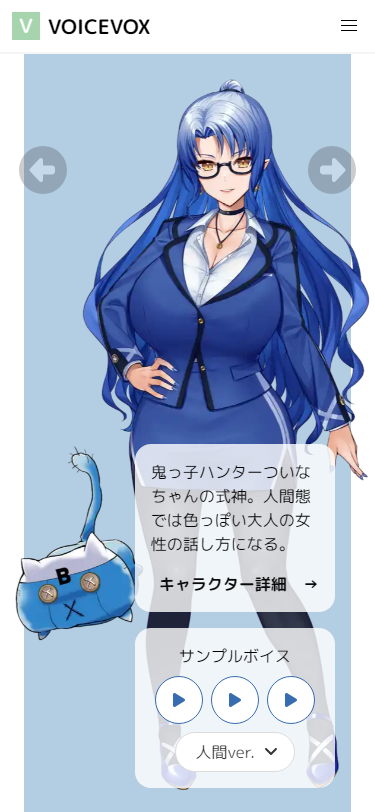 V VOICEVOX
鬼っ子ハンターついな
ちゃんの式神。人間態
では色っぽい大人の女
性の話し方になる。
キャラクター詳細 →
B
サンプルボイス
人間ver.